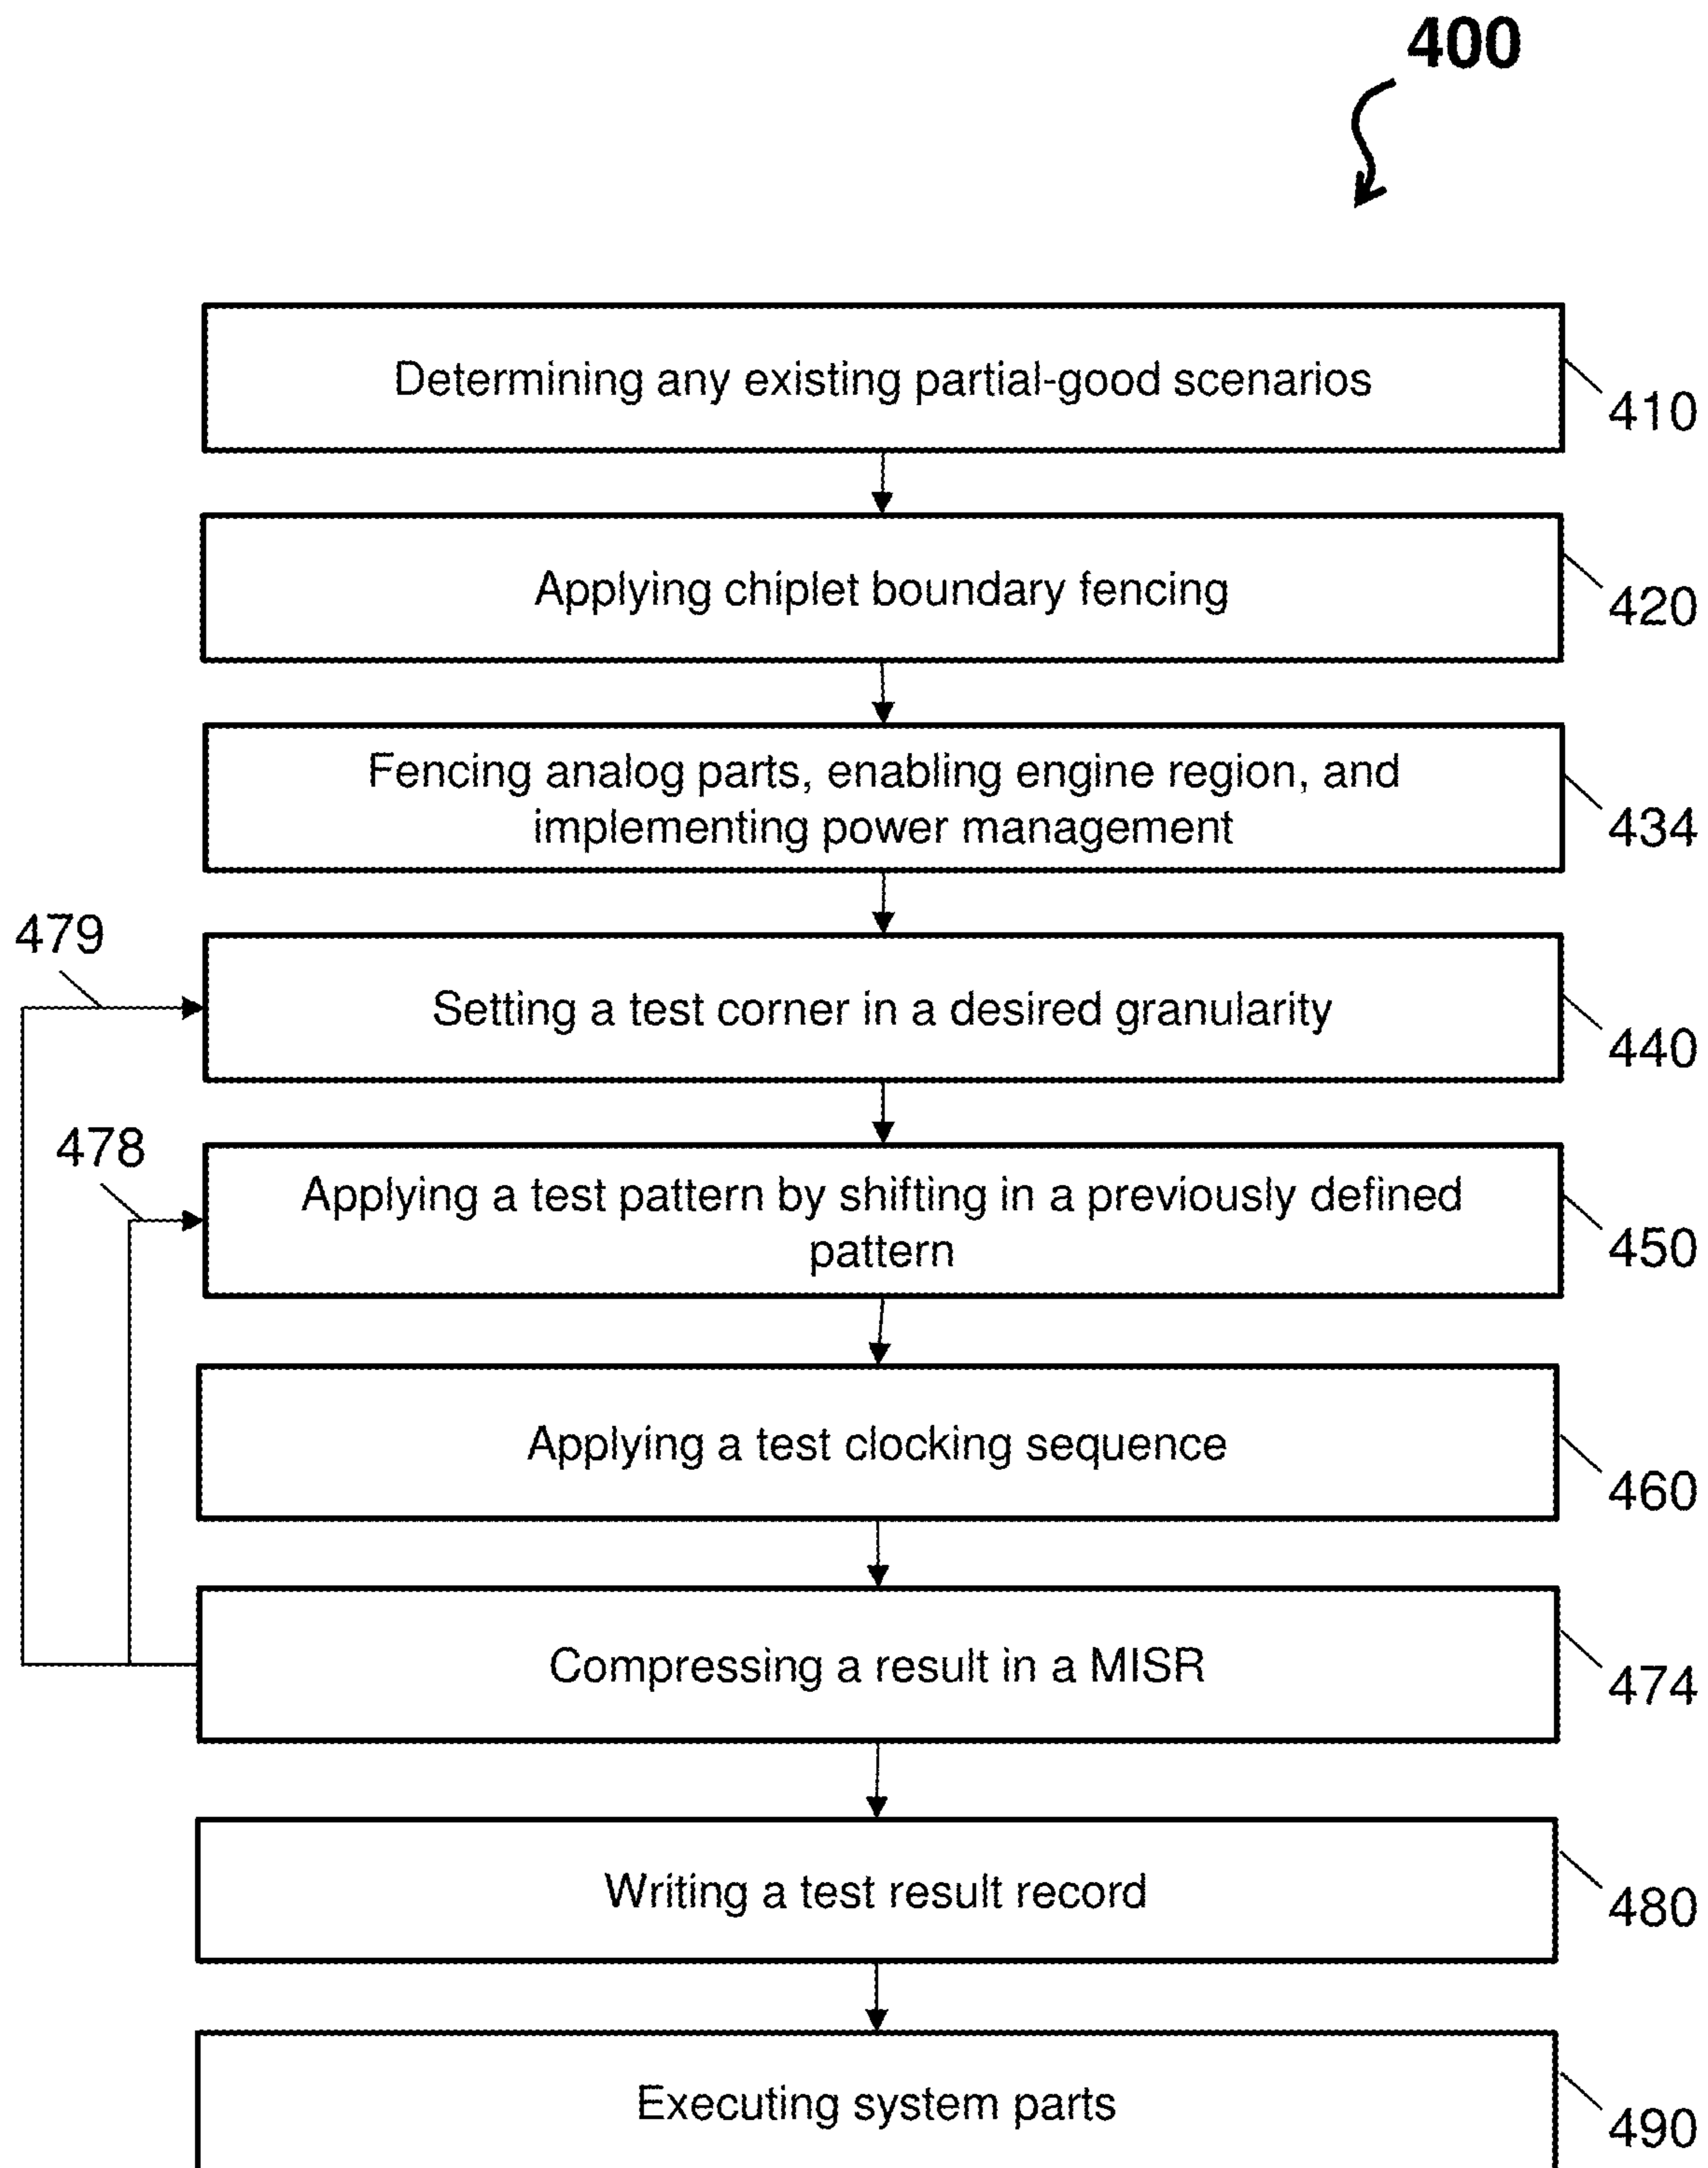 400
Determining any existing partial-good scenarios
410
Applying chiplet boundary fencing
420
Fencing analog parts, enabling engine region, and
implementing power management
434
479
Setting a test corner in a desired granularity
440
478
Applying a test pattern by shifting in a previously defined
pattern
450
Applying a test clocking sequence
460
Compressing a result in a MISR
474
Writing a test result record
480
Executing system parts
490